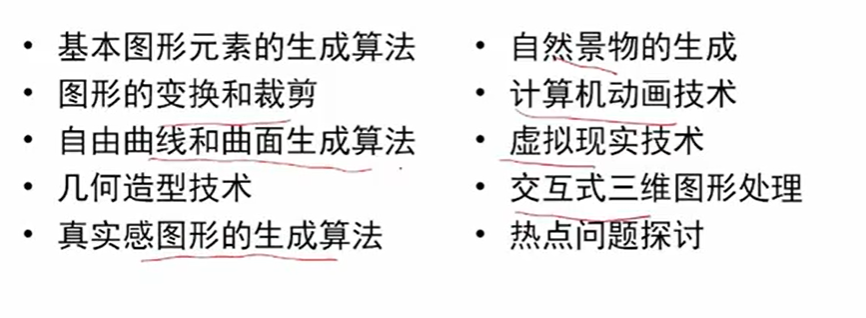 • 基本图形元素的生成算法
• 图形的变换和裁剪
• 自由曲线和曲面生成算法
• 几何造型技术
• 真实感图形的生成算法
• 自然景物的生成
• 计算机动画技术
• 虚拟现实技术
• 交互式三维图形处理
• 热点问题探讨